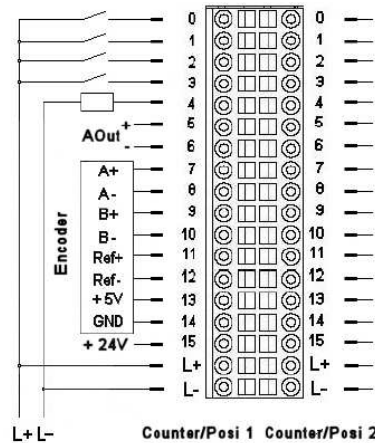 0 0
1 1
2 2
3 3
4 4
AOut + 5 5
- 6 6
Encoder
A+ 7 7
A- 8 8
B+ 9 9
B- 10 10
Ref+ 11 11
Ref- 12 12
+5V 13 13
GND 14 14
+ 24V 15 15
L+ L+
L- L-
L+ L- Counter/Posi 1 Counter/Posi 2